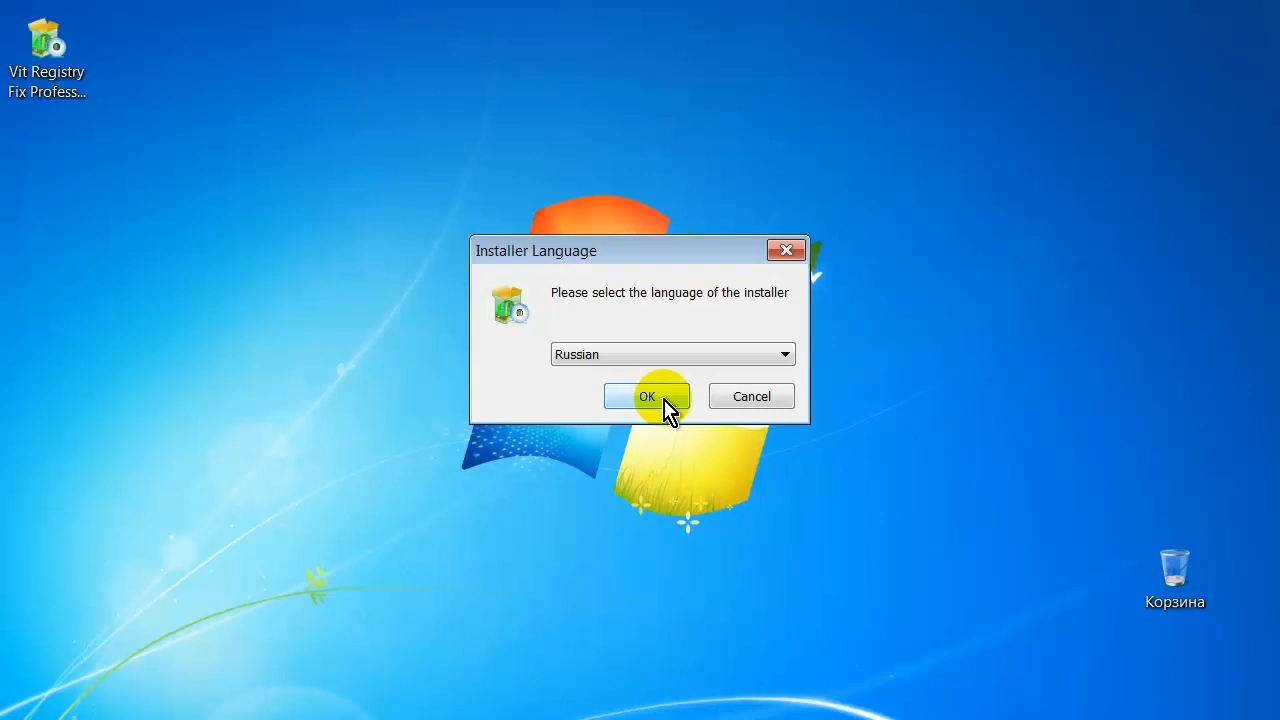 Vit Registry
Fix Profess...
Installer Language
Please select the language of the installer
Russian
OK
Cancel
Корзина